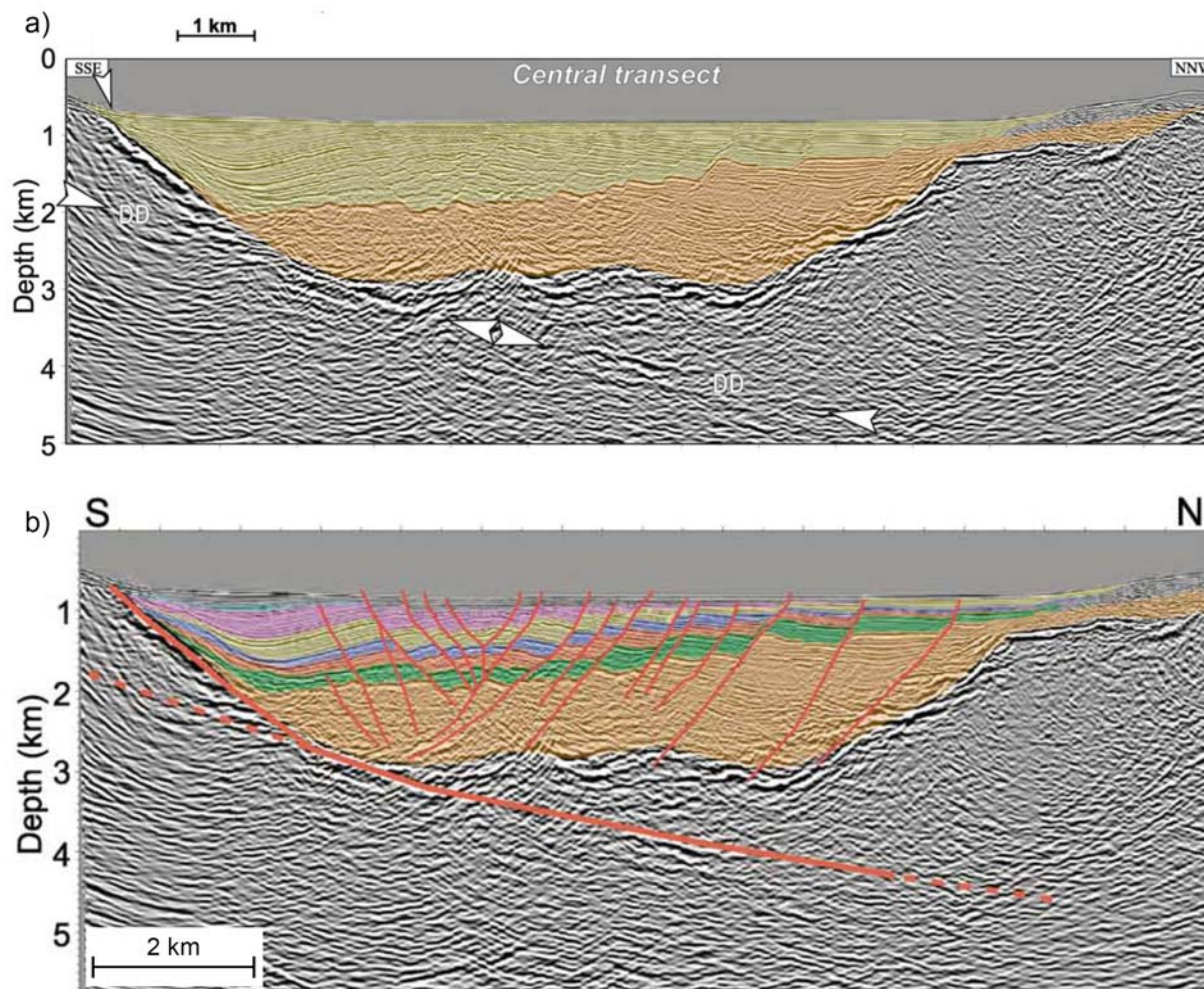 a)
1 km
0
SSE
Central transect
NNW
1
DD
2
3
4
DD
5
Depth (km)
b)
S
N
1
2
3
4
5
Depth (km)
2 km